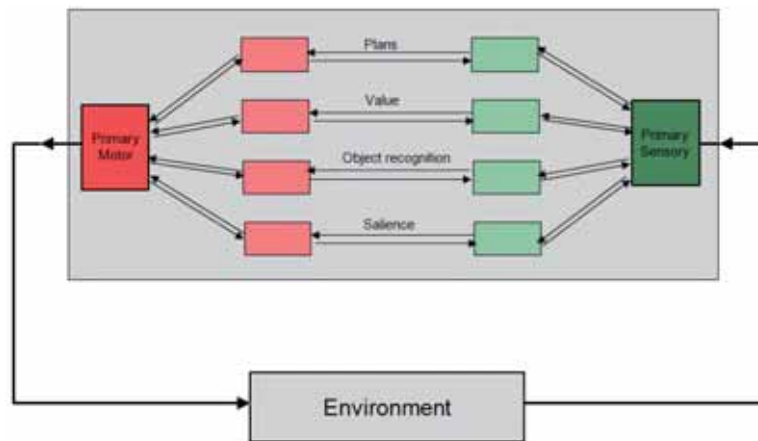 Plans
Value
Primary
Motor
Object recognition
Primary
Sensory
Salience
Environment